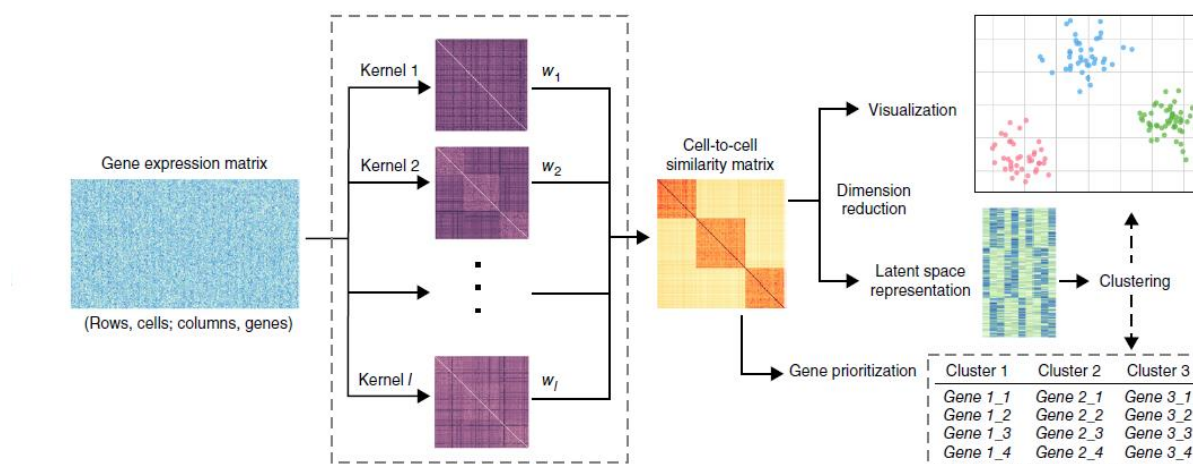 Gene expression matrix
(Rows, cells; columns, genes)
Kernel 1
w1
Kernel 2
w2
Kernel l
wl
Cell-to-cell
similarity matrix
Visualization
Dimension
reduction
Latent space
representation
Clustering
Gene prioritization
Cluster 1 Cluster 2 Cluster 3
Gene 1_1 Gene 2_1 Gene 3_1
Gene 1_2 Gene 2_2 Gene 3_2
Gene 1_3 Gene 2_3 Gene 3_3
Gene 1_4 Gene 2_4 Gene 3_4